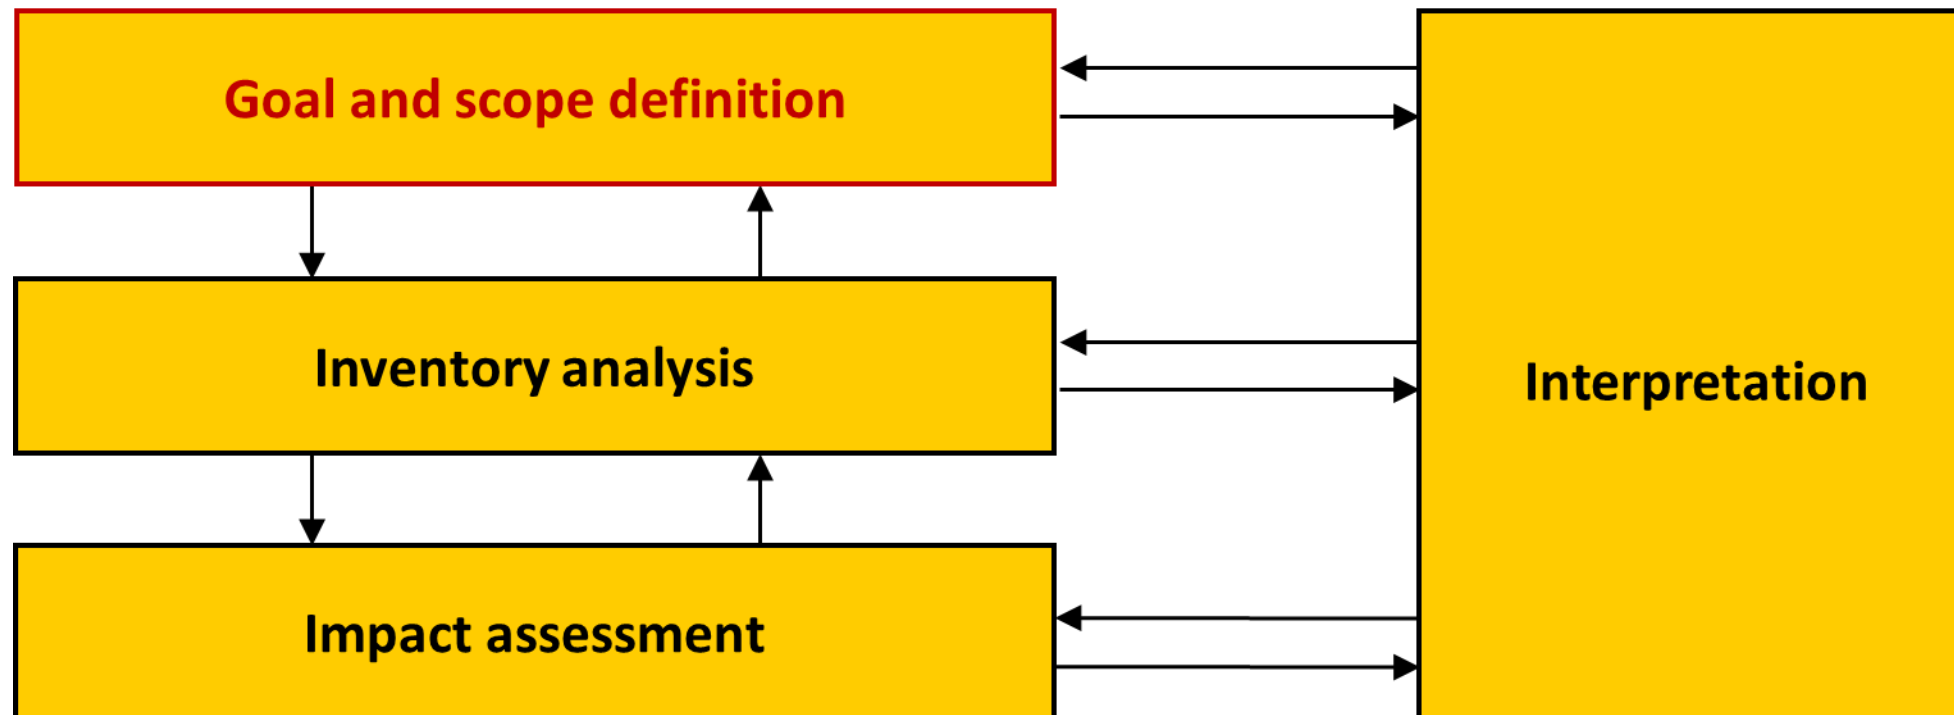 Goal and scope definition
Inventory analysis
Interpretation
Impact assessment